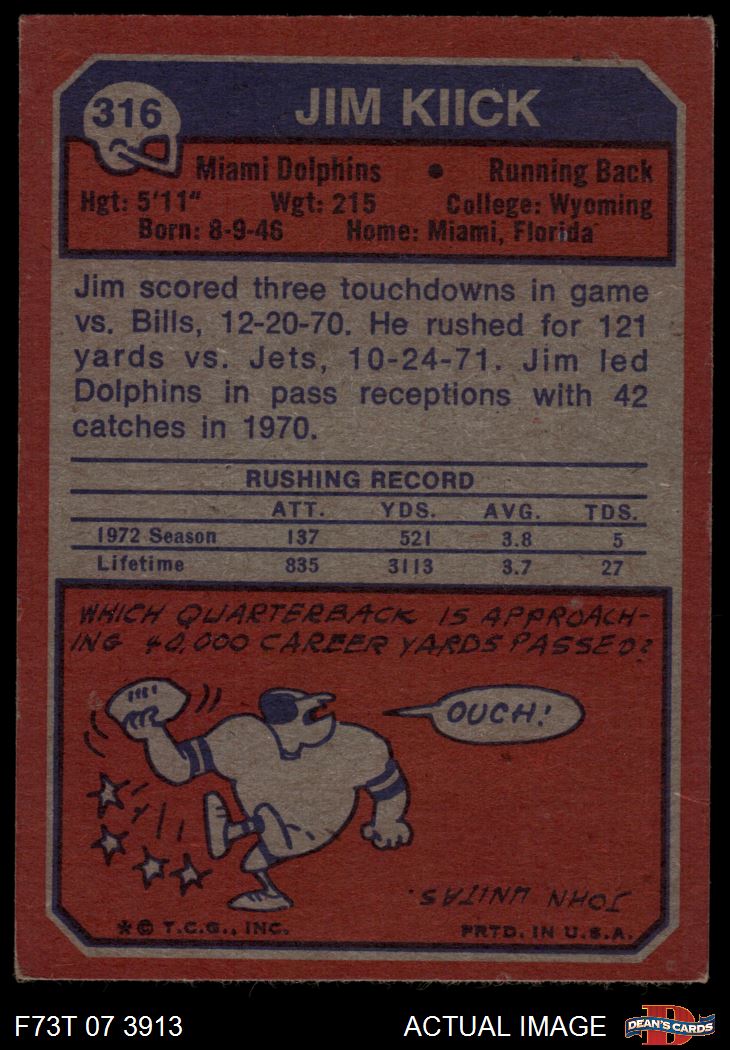 316
JIM KIICK
Miami Dolphins • Running Back
Hgt: 5'11" Wgt: 215 College: Wyoming
Born: 8-9-46 Home: Miami, Florida
Jim scored three touchdowns in game
vs. Bills, 12-20-70. He rushed for 121
yards vs. Jets, 10-24-71. Jim led
Dolphins in pass receptions with 42
catches in 1970.
RUSHING RECORD
ATT. YDS. AVG. TDS.
1972 Season 137 521 3.8 5
Lifetime 835 3113 3.7 27
WHICH QUARTERBACK IS APPROACH-
ING 40,000 CAREER YARDS PASSED?
OUCH!
JOHN UNITAS.
*© T.C.G., INC. PRTD. IN U.S.A.
F73T 07 3913 ACTUAL IMAGE
D
DEAN'S CARDS